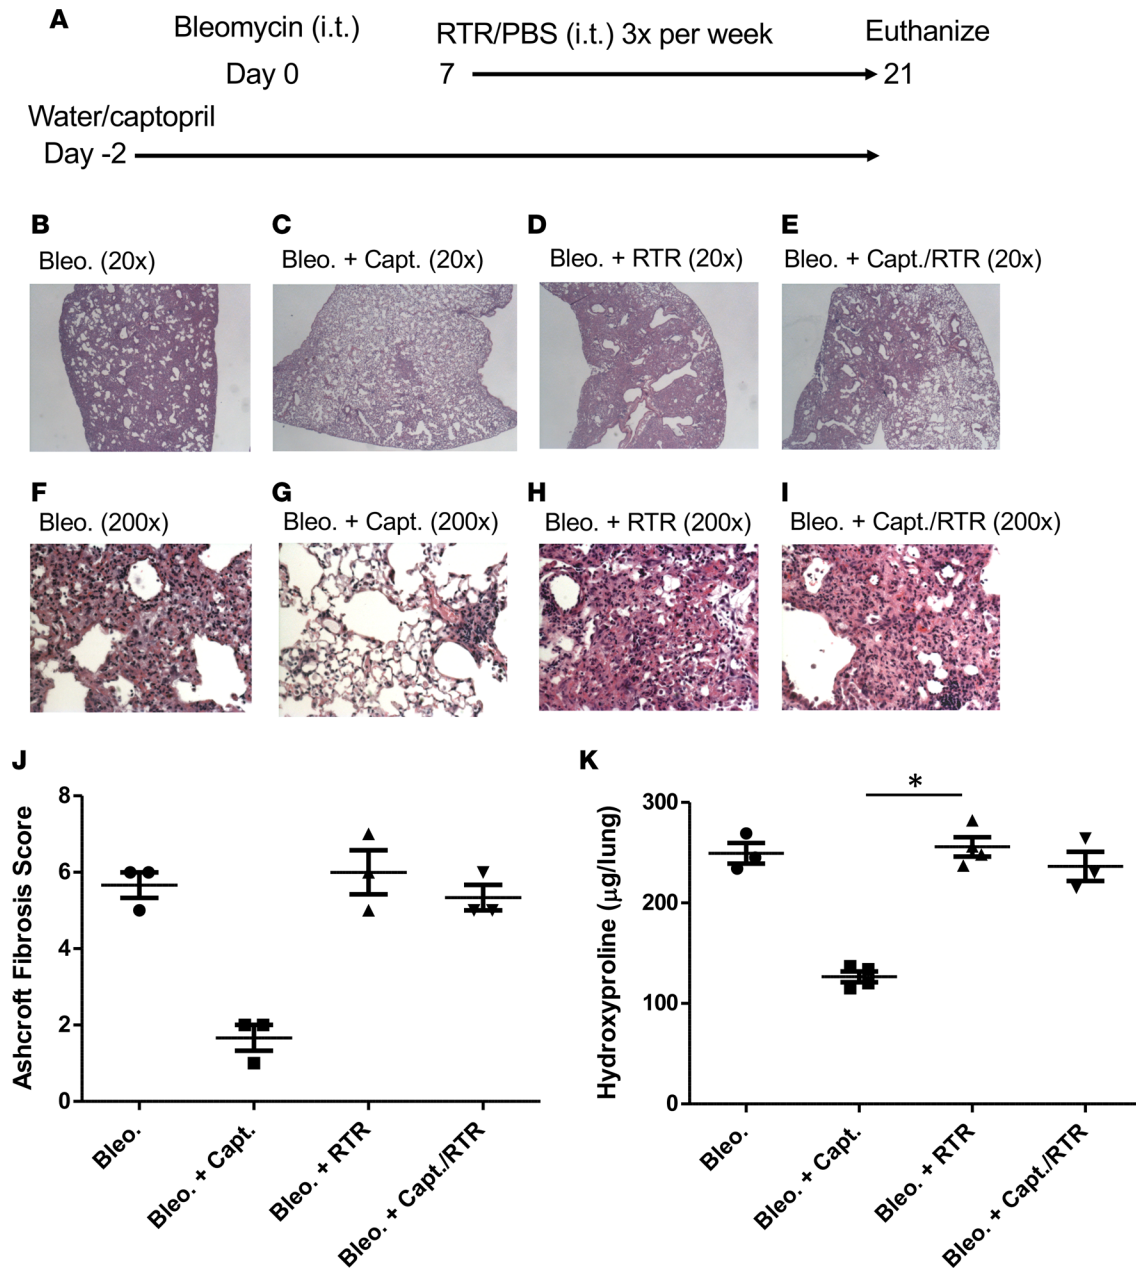 A
Bleomycin (i.t.)
RTR/PBS (i.t.) 3x per week
Euthanize
Day 0
7
21
Water/captopril
Day -2
B
C
D
E
Bleo. (20x)
Bleo. + Capt. (20x)
Bleo. + RTR (20x)
Bleo. + Capt./RTR (20x)
F
G
H
I
Bleo. (200x)
Bleo. + Capt. (200x)
Bleo. + RTR (200x)
Bleo. + Capt./RTR (200x)
J
Ashcroft Fibrosis Score
8
6
4
2
0
Bleo.
Bleo. + Capt.
Bleo. + RTR
Bleo. + Capt./RTR
K
*
Hydroxyproline (μg/lung)
300
200
100
0
Bleo.
Bleo. + Capt.
Bleo. + RTR
Bleo. + Capt./RTR